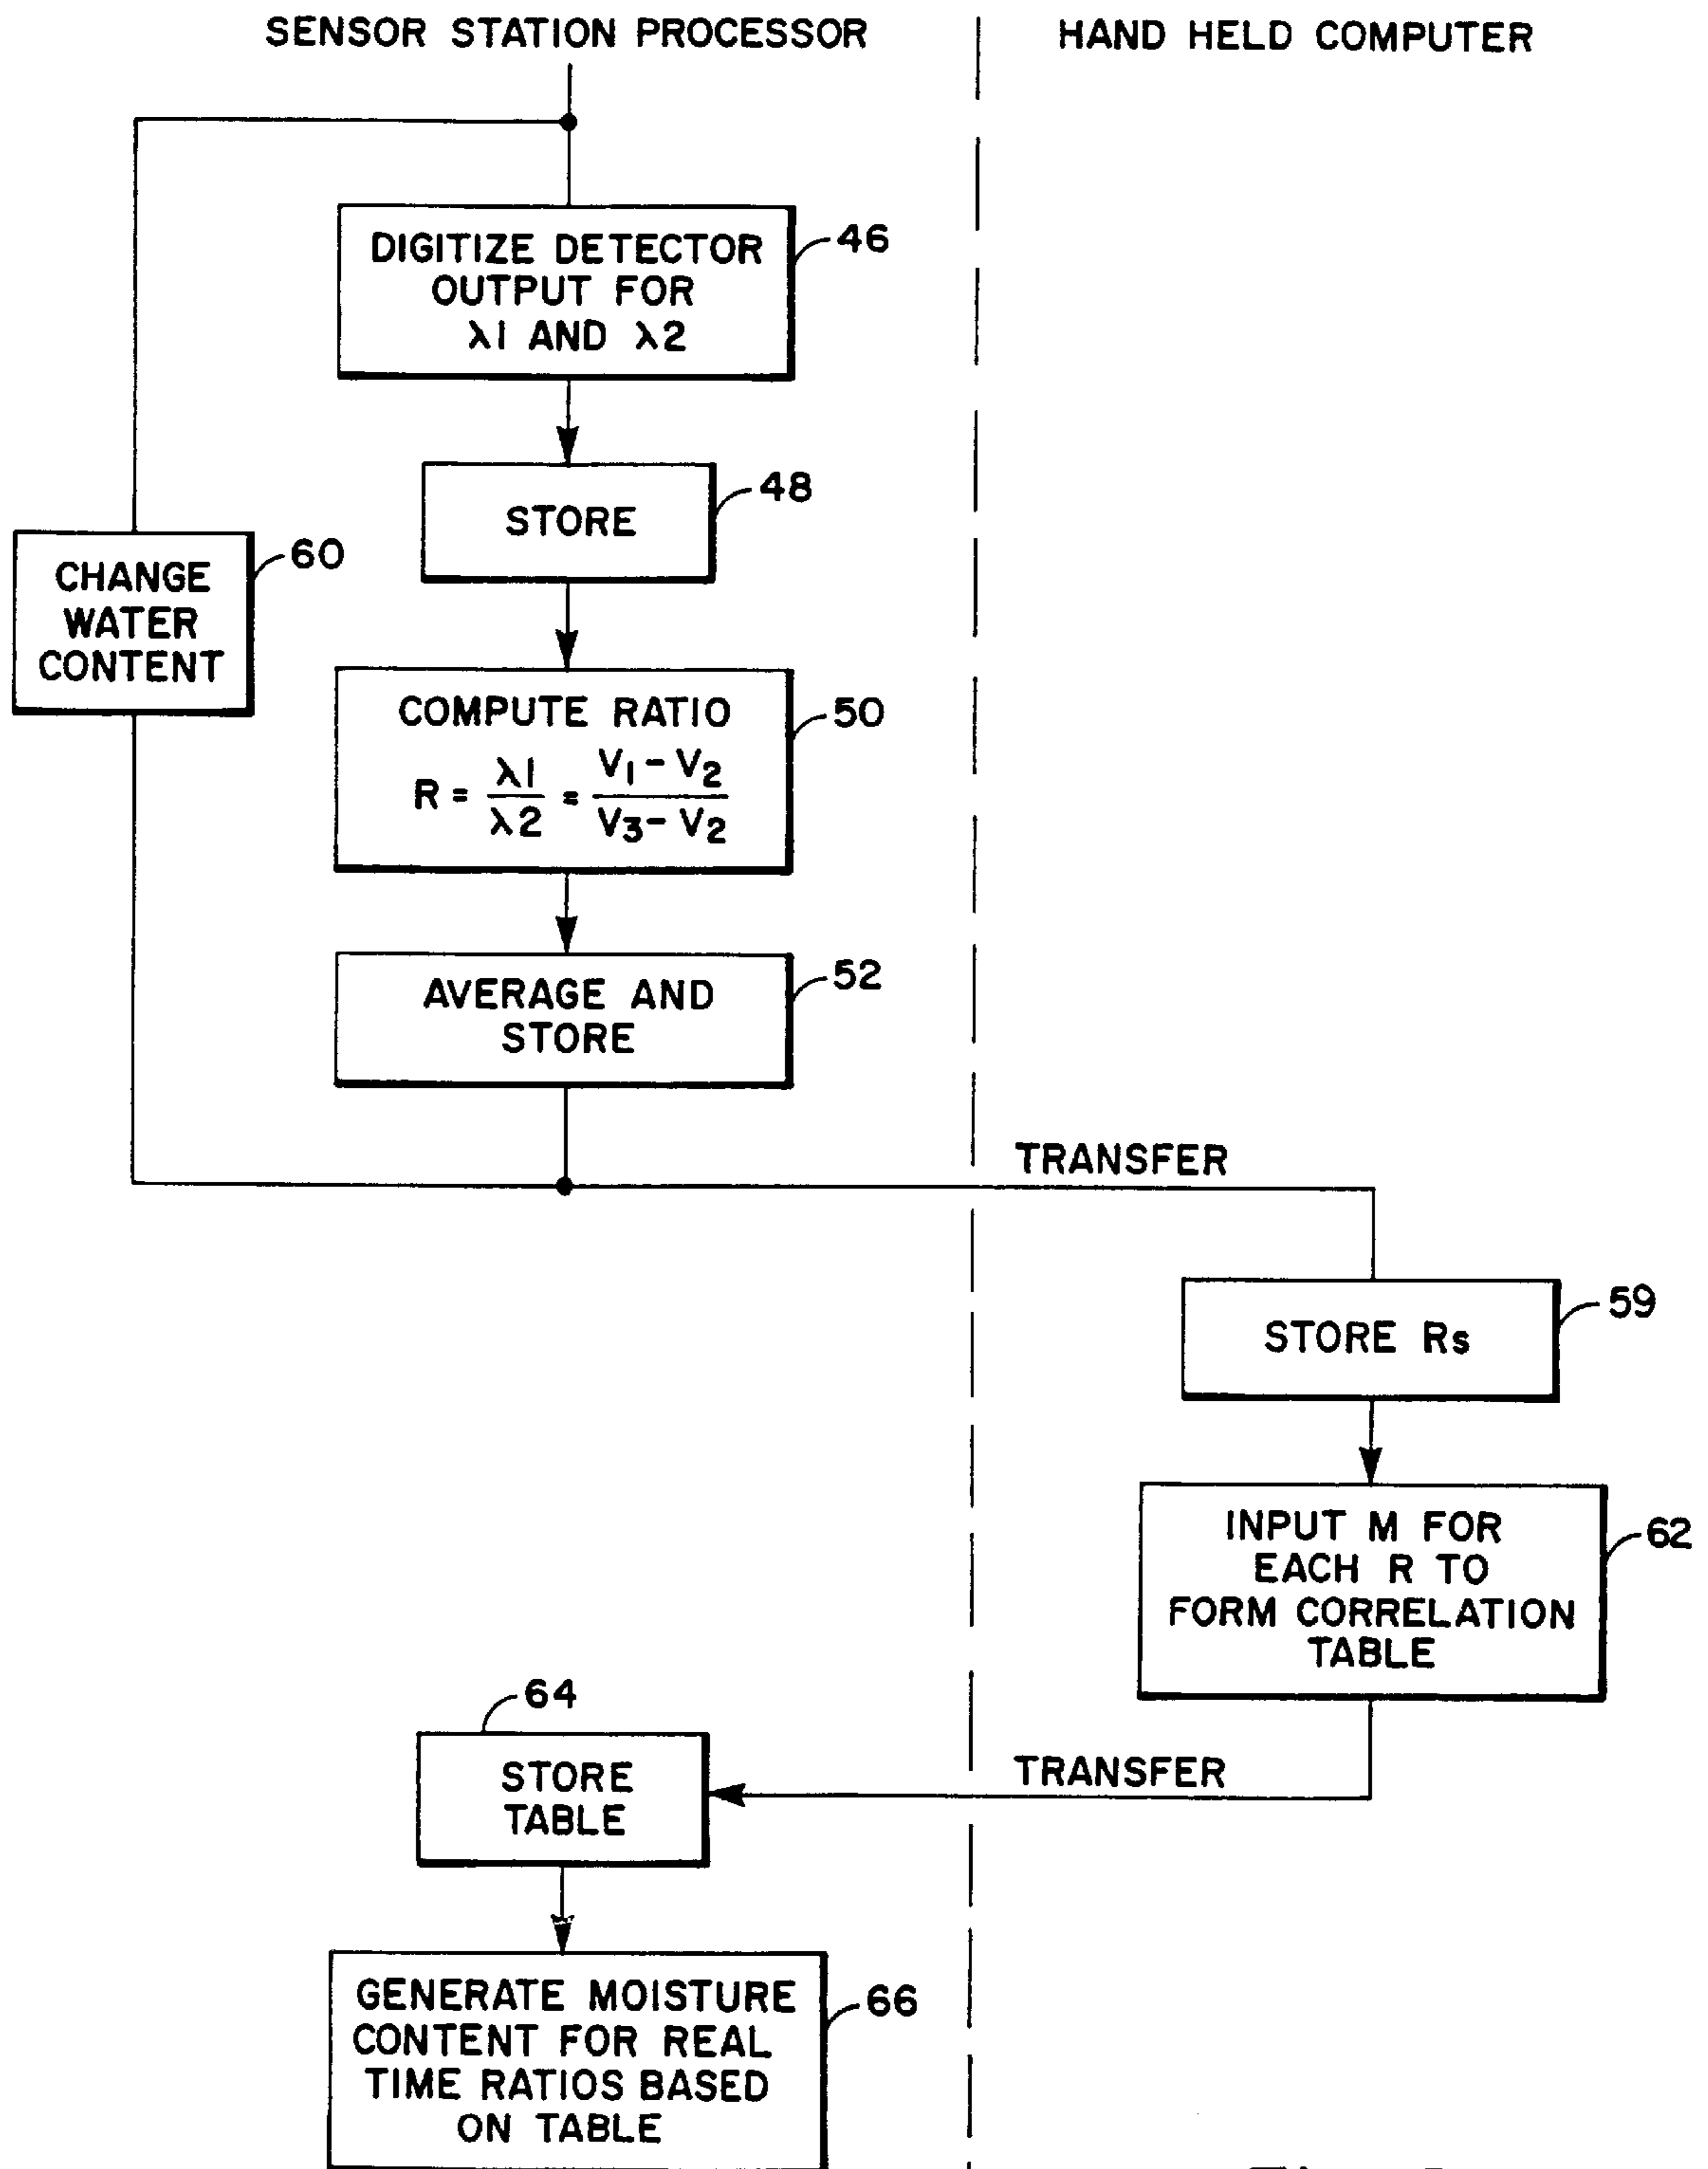 SENSOR STATION PROCESSOR
HAND HELD COMPUTER
DIGITIZE DETECTOR
OUTPUT FOR
λ1 AND λ2
46
STORE
48
CHANGE
WATER
CONTENT
60
COMPUTE RATIO
R = λ1/λ2 = V1 - V2/V3 - V2
50
AVERAGE AND
STORE
52
TRANSFER
STORE Rs
59
INPUT M FOR
EACH R TO
FORM CORRELATION
TABLE
62
64
STORE
TABLE
TRANSFER
GENERATE MOISTURE
CONTENT FOR REAL
TIME RATIOS BASED
ON TABLE
66